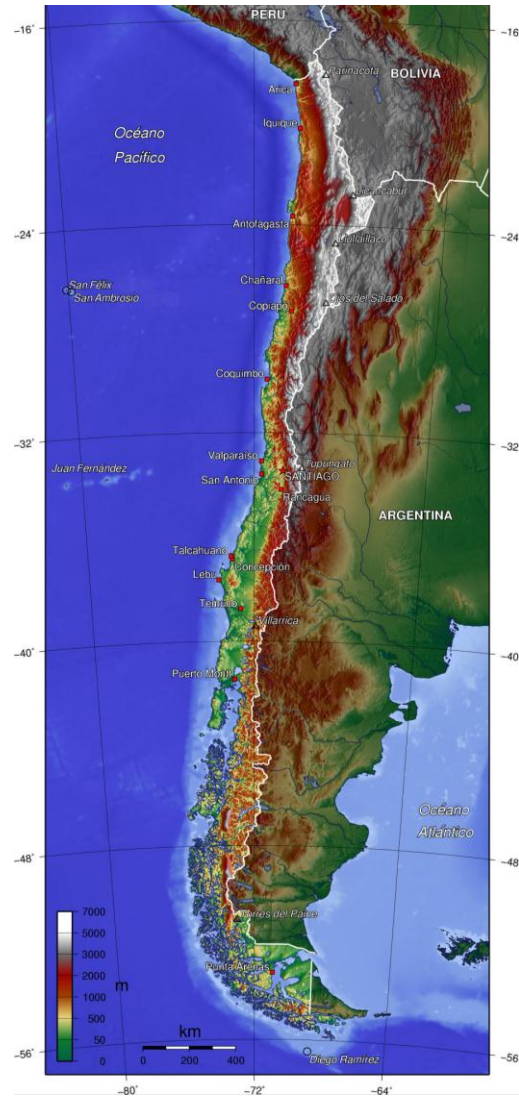 PERU
-16°
-16
Parinacota
BOLIVIA
Arica
Iquique
Océano
Pacífico
Licancabur
Antofagasta
-24°
-24
Llullaillaco
San Félix
San Ambrosio
Chañaral
Copiapó
Ojos del Salado
Coquimbo
-32°
-32
Valparaíso
Tupungato
Juan Fernández
San Antonio
SANTIAGO
Rancagua
ARGENTINA
Talcahuano
Concepción
Lebu
Temuco
Villarrica
-40°
-40
Puerto Montt
Océano
Atlántico
-48°
-48
7000
5000
3000
2000
1000
500
50
0
m
Torres del Paine
Punta Arenas
km
0 200 400
-56°
-56
Diego Ramírez
-80°
-72°
-64°